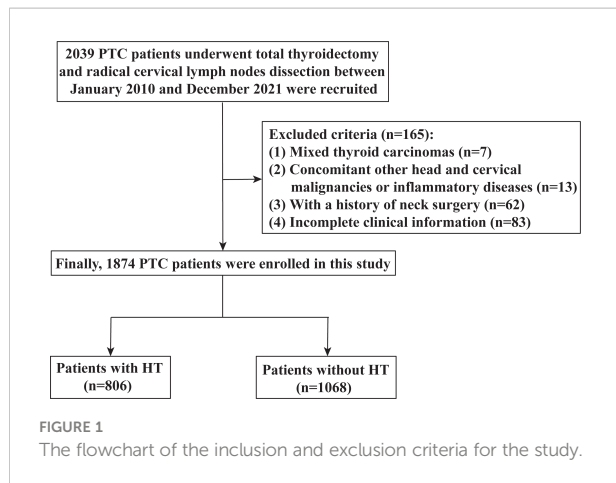 2039 PTC patients underwent total thyroidectomy
and radical cervical lymph nodes dissection between
January 2010 and December 2021 were recruited
Excluded criteria (n=165):
(1) Mixed thyroid carcinomas (n=7)
(2) Concomitant other head and cervical
malignancies or inflammatory diseases (n=13)
(3) With a history of neck surgery (n=62)
(4) Incomplete clinical information (n=83)
Finally, 1874 PTC patients were enrolled in this study
Patients with HT
(n=806)
Patients without HT
(n=1068)
FIGURE 1
The flowchart of the inclusion and exclusion criteria for the study.